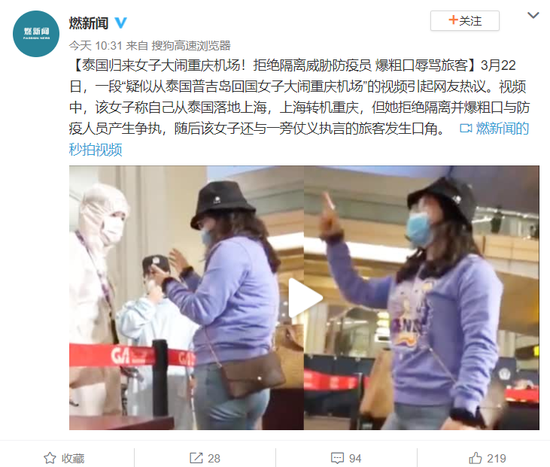 燃新闻
燃新闻
+关注
今天 10:31 来自 搜狗高速浏览器
【泰国归来女子大闹重庆机场！拒绝隔离威胁防疫员 爆粗口辱骂旅客】3月22
日，一段“疑似从泰国普吉岛回国女子大闹重庆机场”的视频引起网友热议。视频
中，该女子称自己从泰国落地上海，上海转机重庆，但她拒绝隔离并爆粗口与防
疫人员产生争执，随后该女子还与一旁仗义执言的旅客发生口角。 燃新闻的
秒拍视频
收藏
28
94
219